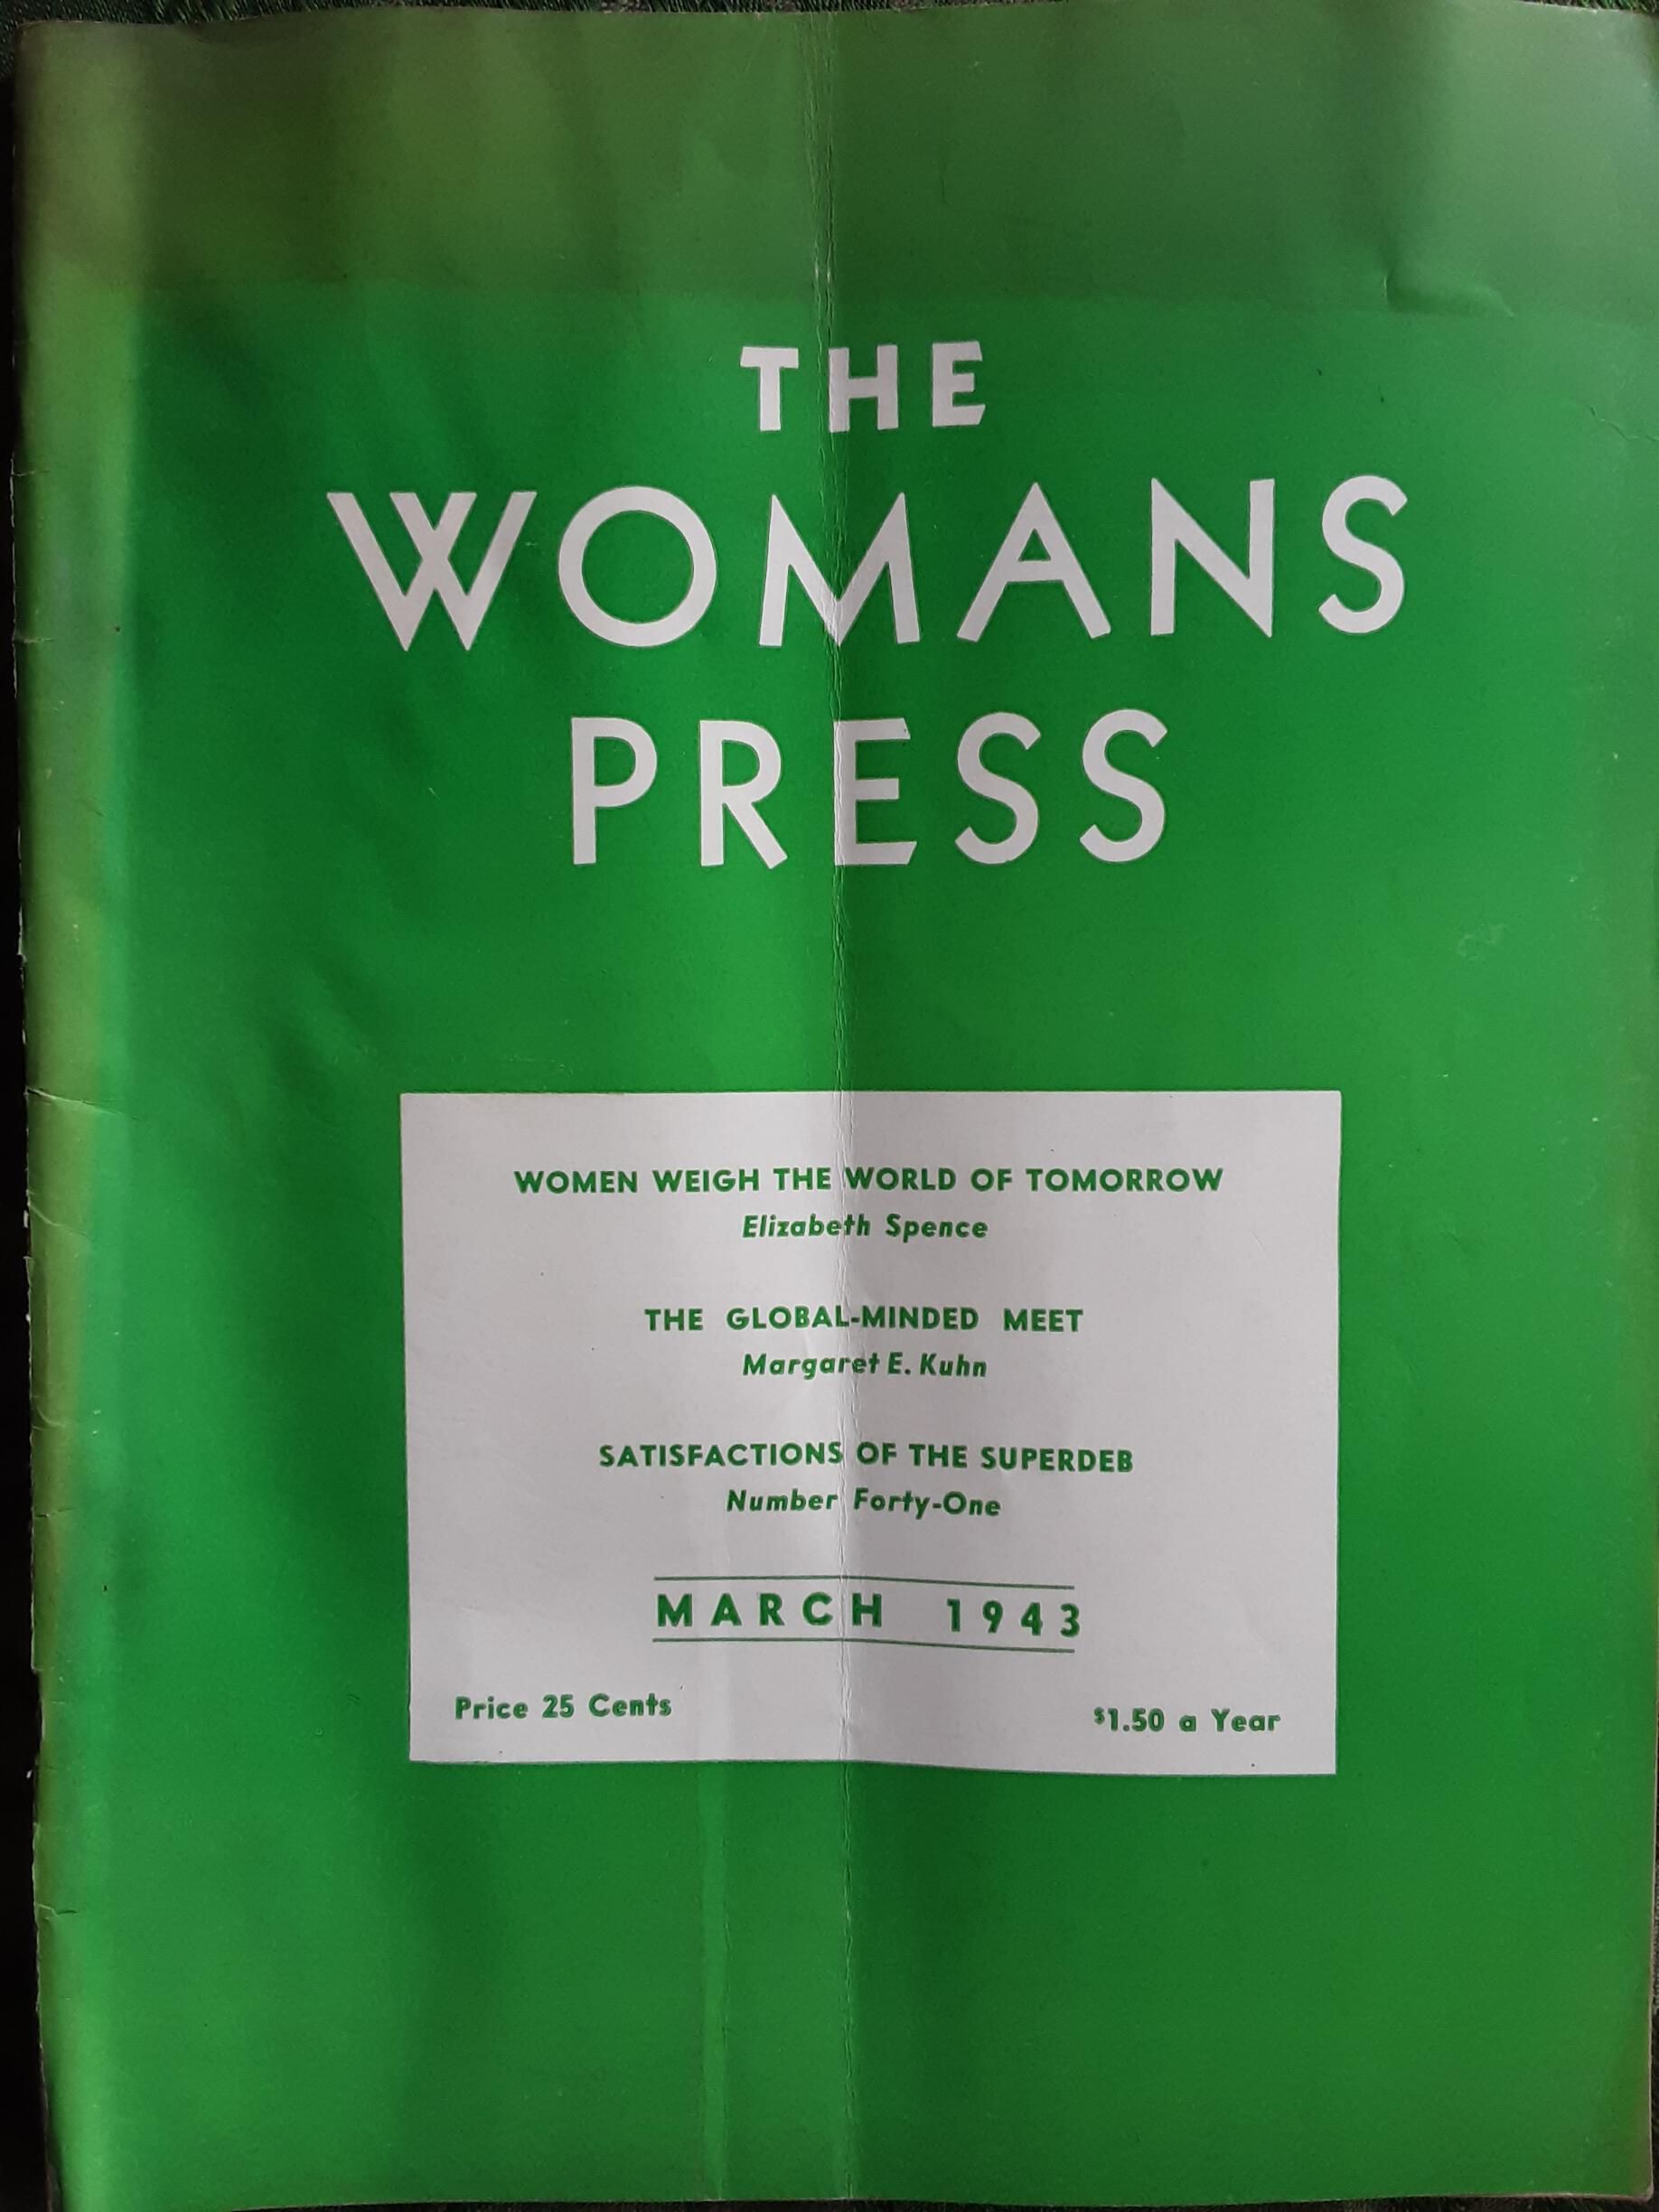 THE
WOMANS
PRESS
WOMEN WEIGH THE WORLD OF TOMORROW
Elizabeth Spence
THE GLOBAL-MINDED MEET
Margaret E. Kuhn
SATISFACTIONS OF THE SUPERDEB
Number Forty-One
MARCH 1943
Price 25 Cents
$1.50 a Year